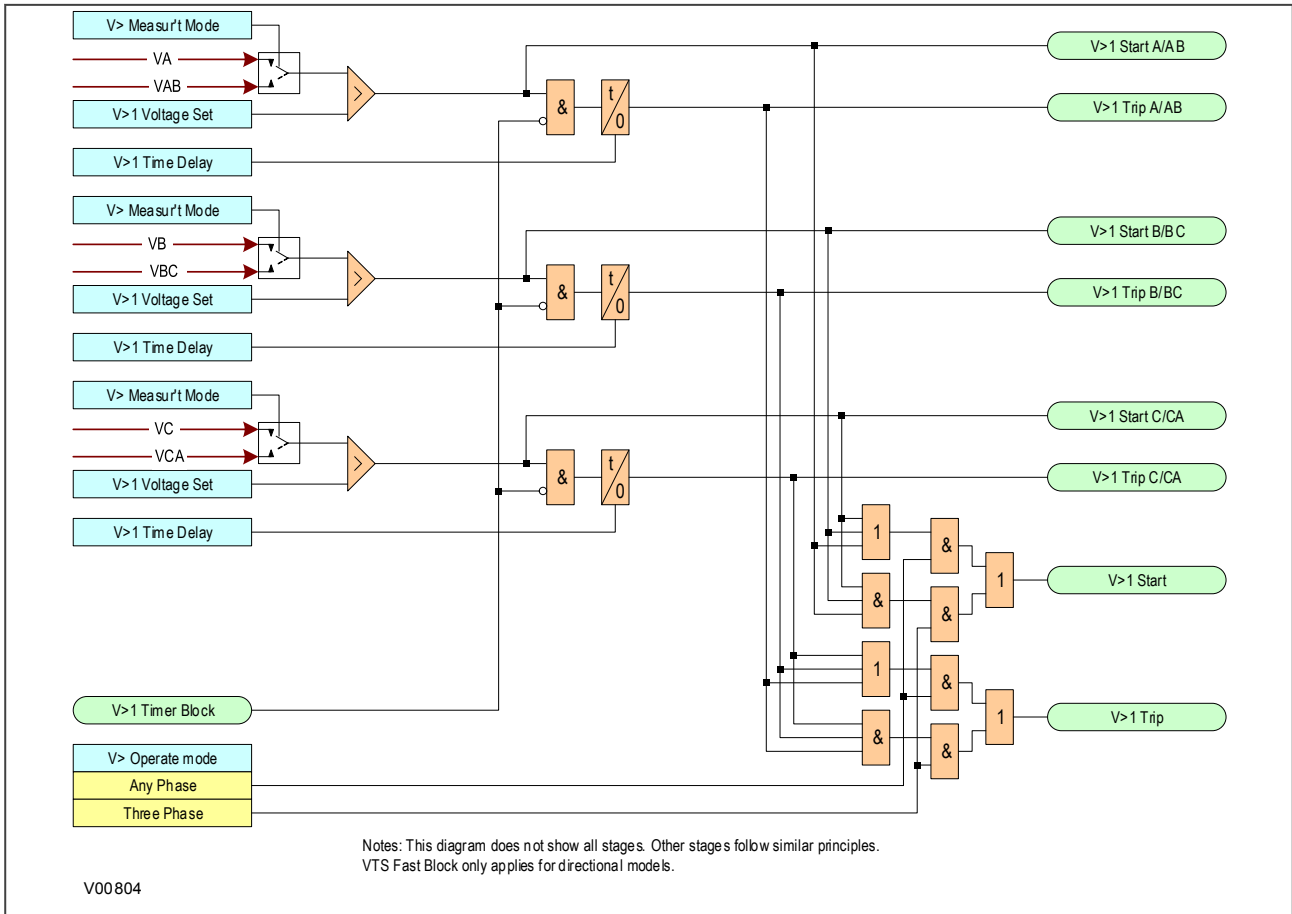 V> Measur't Mode
VA
VAB
V>1 Voltage Set
V>1 Time Delay
>
&
t
0
V>1 Start A/AB
V>1 Trip A/AB
V> Measur't Mode
VB
VBC
V>1 Voltage Set
V>1 Time Delay
>
&
t
0
V>1 Start B/BC
V>1 Trip B/BC
V> Measur't Mode
VC
VCA
V>1 Voltage Set
V>1 Time Delay
>
&
t
0
V>1 Start C/CA
V>1 Trip C/CA
1
&
&
&
1
V>1 Start
1
&
&
&
1
V>1 Trip
V>1 Timer Block
V> Operate mode
Any Phase
Three Phase
Notes: This diagram does not show all stages. Other stages follow similar principles.
VTS Fast Block only applies for directional models.
V00804